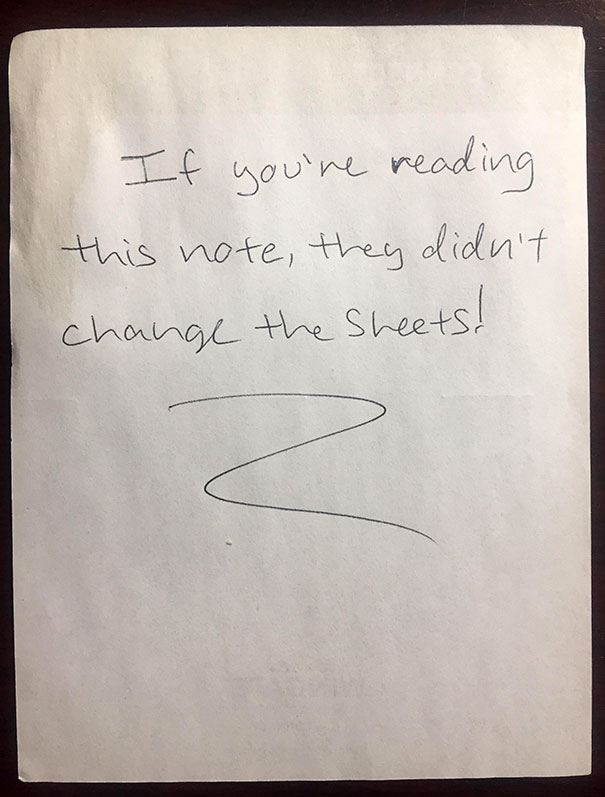 If you're reading
this note, they didn't
change the sheets!